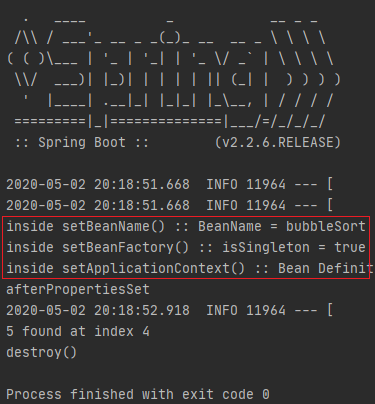 .   ____          _            __ _ _
 /\\ / ___'_ __ _ _(_)_ __  __ _ \ \ \ \
( ( )\___ | '_ | '_| | '_ \/ _` | \ \ \ \
 \\/  ___)| |_)| | | | | || (_| |  ) ) ) )
  '  |____| .__|_| |_|_| |_\__, | / / / /
 =========|_|==============|___/=/_/_/_/
 :: Spring Boot ::        (v2.2.6.RELEASE)
2020-05-02 20:18:51.668  INFO 11964 --- [
2020-05-02 20:18:51.668  INFO 11964 --- [
inside setBeanName() :: BeanName = bubbleSort
inside setBeanFactory() :: isSingleton = true
inside setApplicationContext() :: Bean Definit
afterPropertiesSet
2020-05-02 20:18:52.918  INFO 11964 --- [
5 found at index 4
destroy()
Process finished with exit code 0